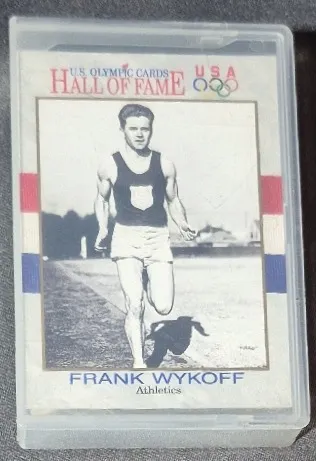 U.S. OLYMPIC CARDS
HALL OF FAME
USA
FRANK WYKOFF
Athletics